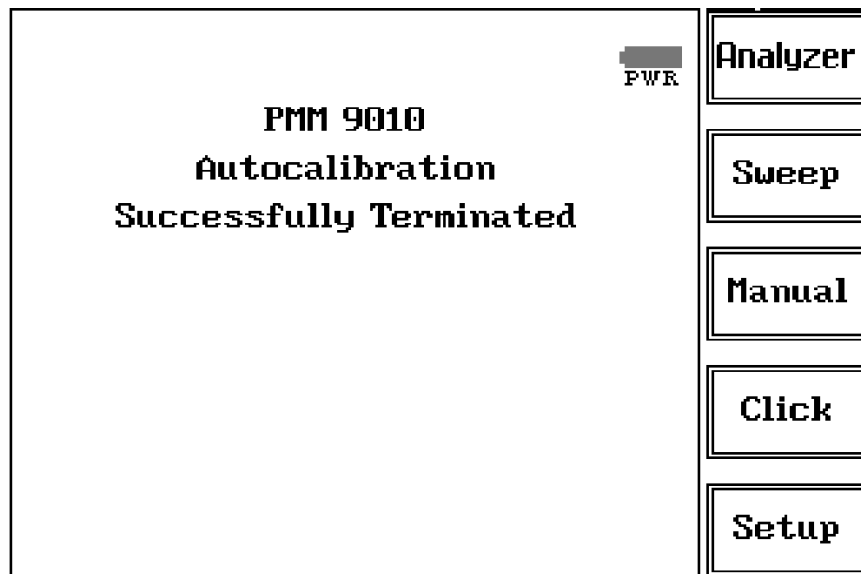 PWR
PMM 9010
Autocalibration
Successfully Terminated
Analyzer
Sweep
Manual
Click
Setup